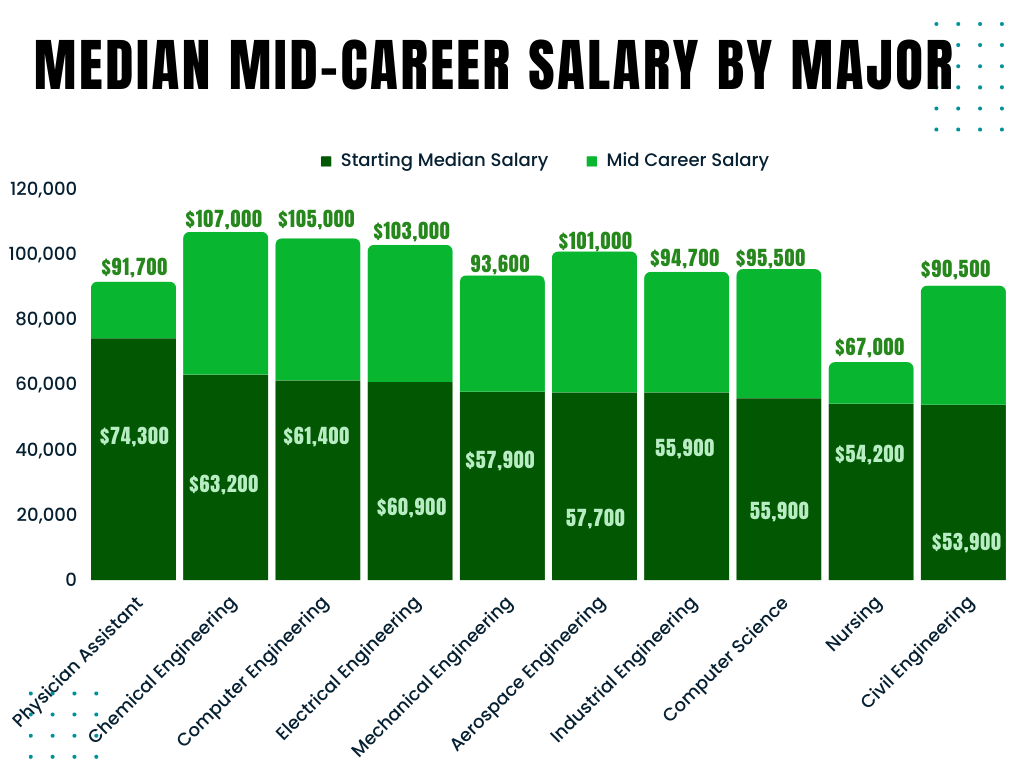 MEDIAN MID-CAREER SALARY BY MAJOR
Starting Median Salary
Mid Career Salary
120,000
100,000
80,000
60,000
40,000
20,000
0
$91,700
$107,000
$105,000
$103,000
93,600
$101,000
$94,700
$95,500
$67,000
$90,500
$74,300
$63,200
$61,400
$60,900
$57,900
57,700
55,900
55,900
$54,200
$53,900
Physician Assistant
Chemical Engineering
Computer Engineering
Electrical Engineering
Mechanical Engineering
Aerospace Engineering
Industrial Engineering
Computer Science
Nursing
Civil Engineering